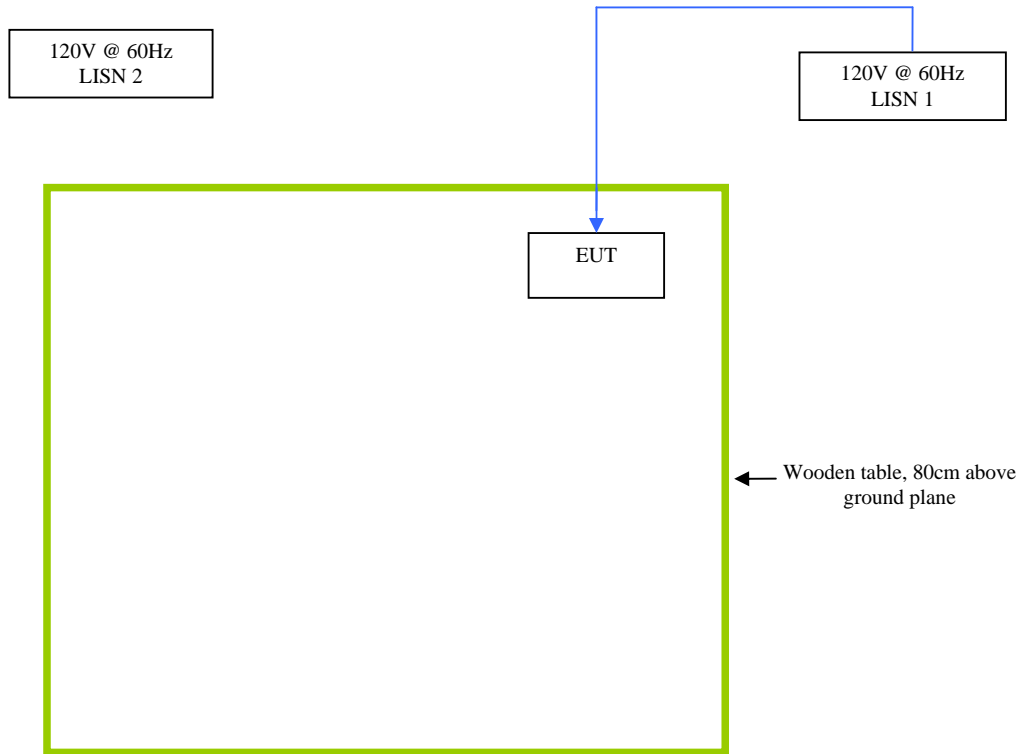 120V @ 60Hz
LISN 2
120V @ 60Hz
LISN 1
EUT
Wooden table, 80cm above
ground plane